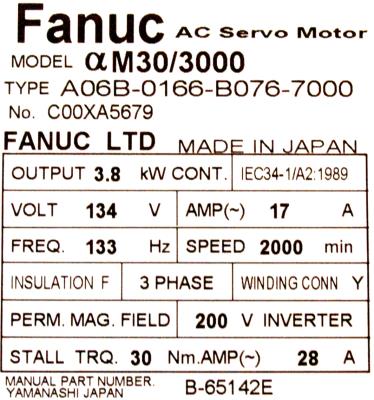 Fanuc AC Servo Motor
MODEL αM30/3000
TYPE A06B-0166-B076-7000
No. C00XA5679
FANUC LTD MADE IN JAPAN
OUTPUT 3.8 kW CONT. IEC34-1/A2:1989
VOLT 134 V AMP(~) 17 A
FREQ. 133 Hz SPEED 2000 min
INSULATION F 3 PHASE WINDING CONN Y
PERM. MAG. FIELD 200 V INVERTER
STALL TRQ. 30 Nm.AMP(~) 28 A
MANUAL PART NUMBER. B-65142E
YAMANASHI JAPAN